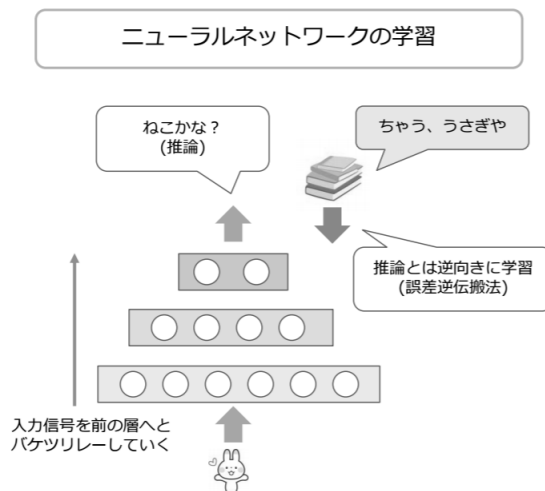 ニューラルネットワークの学習
ねこかな？
(推論)
ちゃう、うさぎや
推論とは逆向きに学習
(誤差逆伝搬法)
入力信号を前の層へと
バケツリレーしていく